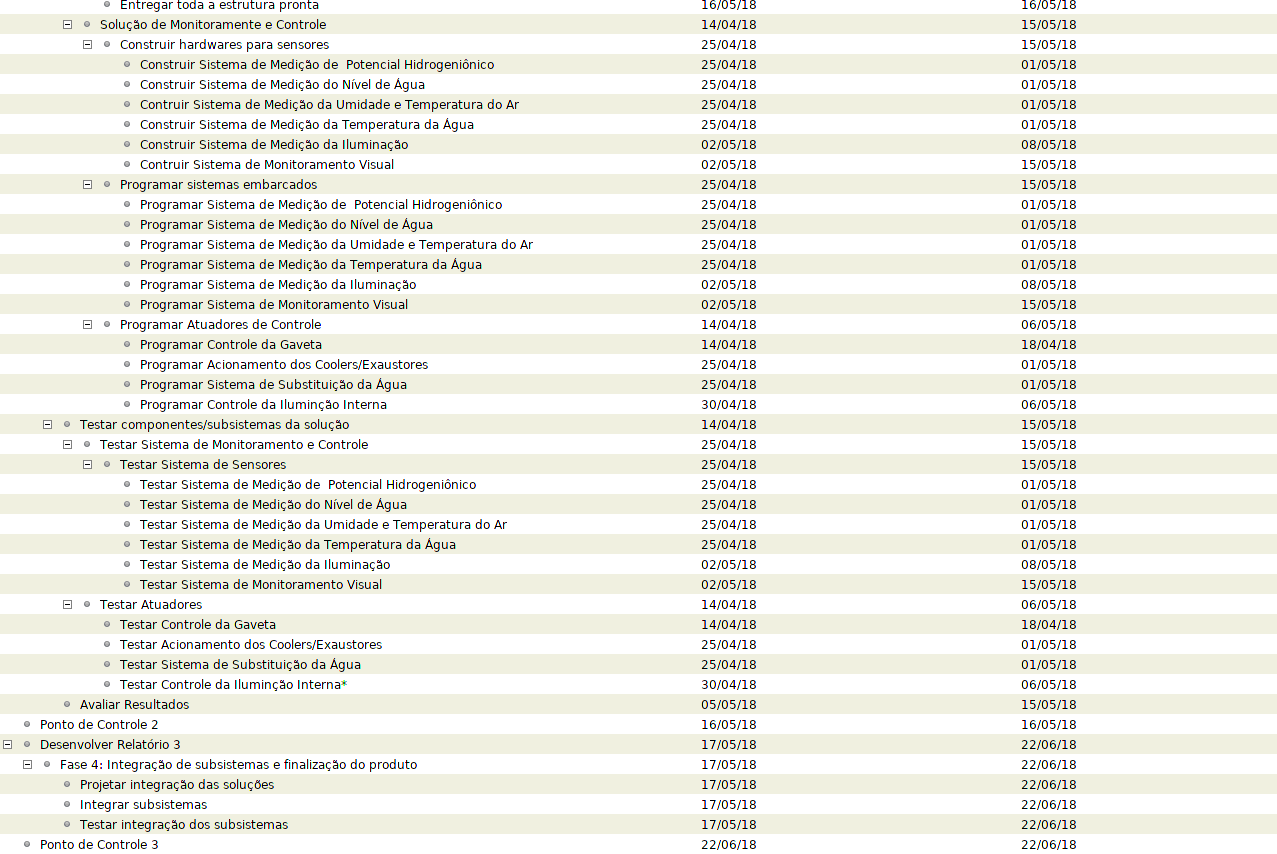 Entregar toda a estrutura pronta 16/05/18 16/05/18
Solução de Monitoramente e Controle 14/04/18 15/05/18
Construir hardwares para sensores 25/04/18 15/05/18
Construir Sistema de Medição de  Potencial Hidrogeniônico 25/04/18 01/05/18
Construir Sistema de Medição do Nível de Água 25/04/18 01/05/18
Contruir Sistema de Medição da Umidade e Temperatura do Ar 25/04/18 01/05/18
Construir Sistema de Medição da Temperatura da Água 25/04/18 01/05/18
Construir Sistema de Medição da Iluminação 02/05/18 08/05/18
Contruir Sistema de Monitoramento Visual 02/05/18 15/05/18
Programar sistemas embarcados 25/04/18 15/05/18
Programar Sistema de Medição de  Potencial Hidrogeniônico 25/04/18 01/05/18
Programar Sistema de Medição do Nível de Água 25/04/18 01/05/18
Programar Sistema de Medição da Umidade e Temperatura do Ar 25/04/18 01/05/18
Programar Sistema de Medição da Temperatura da Água 25/04/18 01/05/18
Programar Sistema de Medição da Iluminação 02/05/18 08/05/18
Programar Sistema de Monitoramento Visual 02/05/18 15/05/18
Programar Atuadores de Controle 14/04/18 06/05/18
Programar Controle da Gaveta 14/04/18 18/04/18
Programar Acionamento dos Coolers/Exaustores 25/04/18 01/05/18
Programar Sistema de Substituição da Água 25/04/18 01/05/18
Programar Controle da Iluminção Interna 30/04/18 06/05/18
Testar componentes/subsistemas da solução 14/04/18 15/05/18
Testar Sistema de Monitoramento e Controle 25/04/18 15/05/18
Testar Sistema de Sensores 25/04/18 15/05/18
Testar Sistema de Medição de  Potencial Hidrogeniônico 25/04/18 01/05/18
Testar Sistema de Medição do Nível de Água 25/04/18 01/05/18
Testar Sistema de Medição da Umidade e Temperatura do Ar 25/04/18 01/05/18
Testar Sistema de Medição da Temperatura da Água 25/04/18 01/05/18
Testar Sistema de Medição da Iluminação 02/05/18 08/05/18
Testar Sistema de Monitoramento Visual 02/05/18 15/05/18
Testar Atuadores 14/04/18 06/05/18
Testar Controle da Gaveta 14/04/18 18/04/18
Testar Acionamento dos Coolers/Exaustores 25/04/18 01/05/18
Testar Sistema de Substituição da Água 25/04/18 01/05/18
Testar Controle da Iluminção Interna* 30/04/18 06/05/18
Avaliar Resultados 05/05/18 15/05/18
Ponto de Controle 2 16/05/18 16/05/18
Desenvolver Relatório 3 17/05/18 22/06/18
Fase 4: Integração de subsistemas e finalização do produto 17/05/18 22/06/18
Projetar integração das soluções 17/05/18 22/06/18
Integrar subsistemas 17/05/18 22/06/18
Testar integração dos subsistemas 17/05/18 22/06/18
Ponto de Controle 3 22/06/18 22/06/18